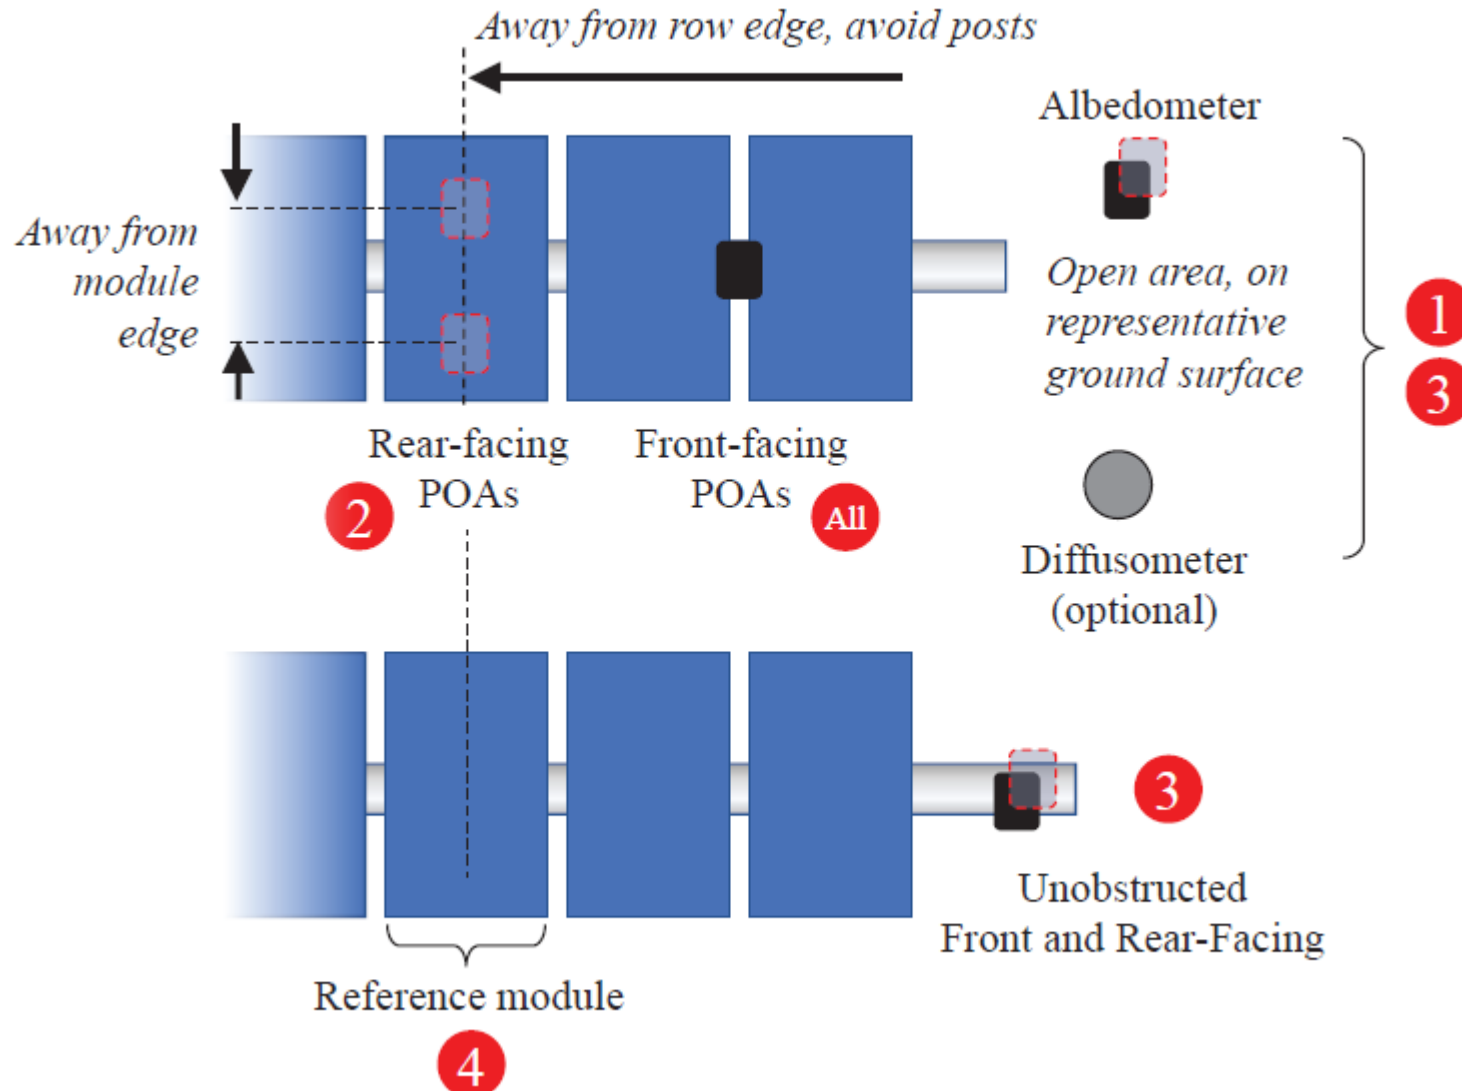 Away from row edge, avoid posts
Albedometer
Away from
module
edge
Open area, on
representative
ground surface
1
3
Rear-facing
POAs
2
Front-facing
POAs
All
Diffusometer
(optional)
3
Unobstructed
Front and Rear-Facing
Reference module
4